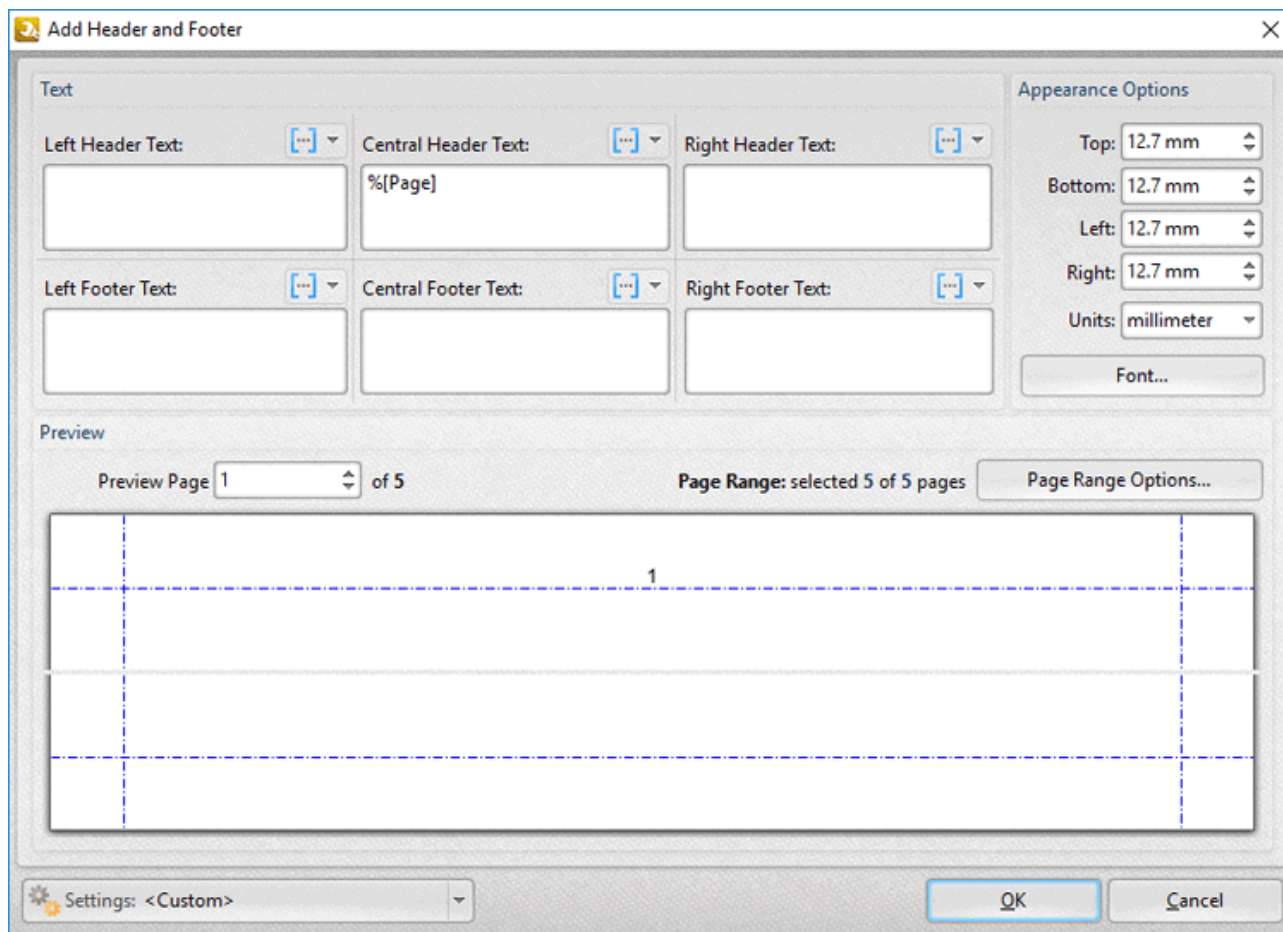 Add Header and Footer
Text
Appearance Options
Left Header Text:
Central Header Text:
Right Header Text:
%[Page]
Top: 12.7 mm
Bottom: 12.7 mm
Left: 12.7 mm
Right: 12.7 mm
Left Footer Text:
Central Footer Text:
Right Footer Text:
Units: millimeter
Font...
Preview
Preview Page 1 of 5
Page Range: selected 5 of 5 pages
Page Range Options...
1
Settings: <Custom>
OK
Cancel